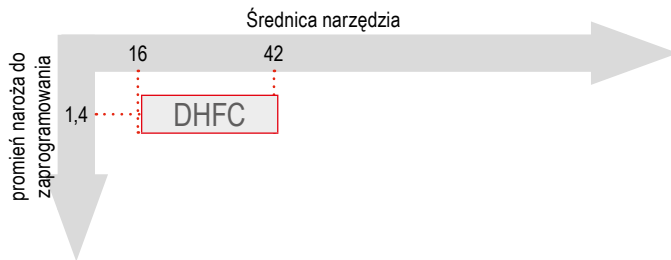 Średnica narzędzia
16 42
promień naroża do
zaprogramowania
1,4
DHFC